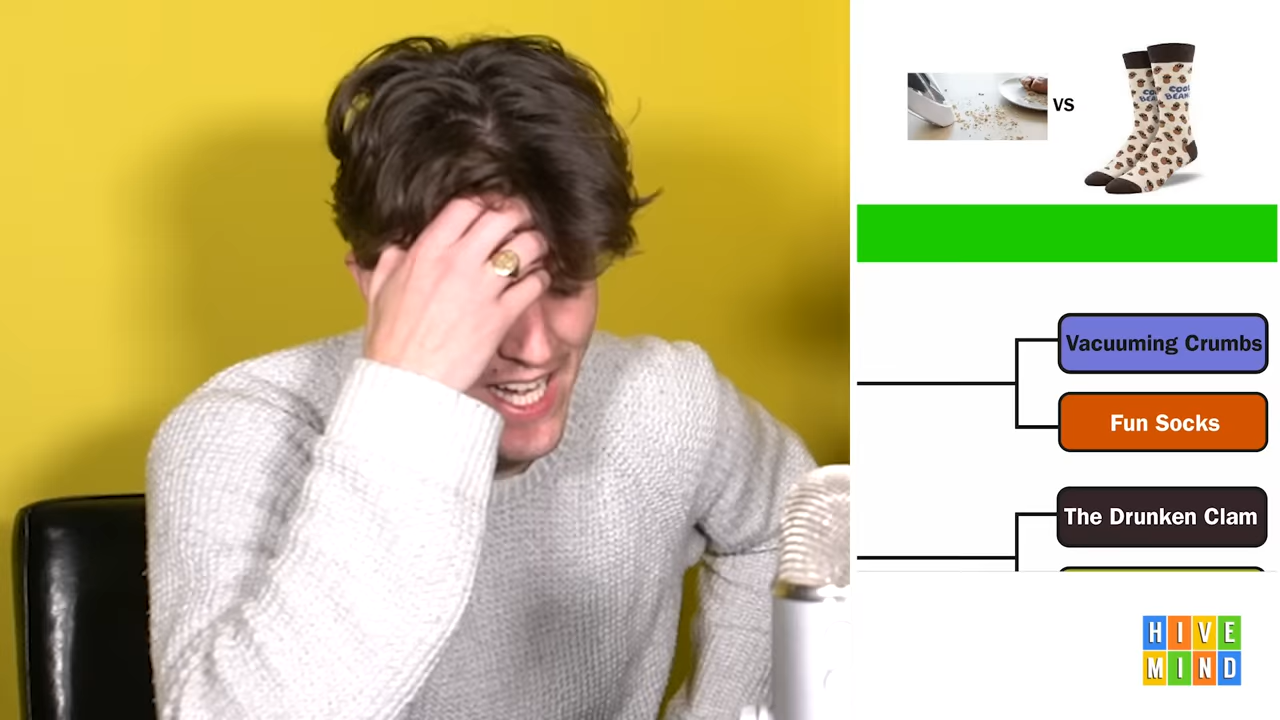 VS
COOL
BEANS
Vacuuming Crumbs
Fun Socks
The Drunken Clam
HIVE
MIND